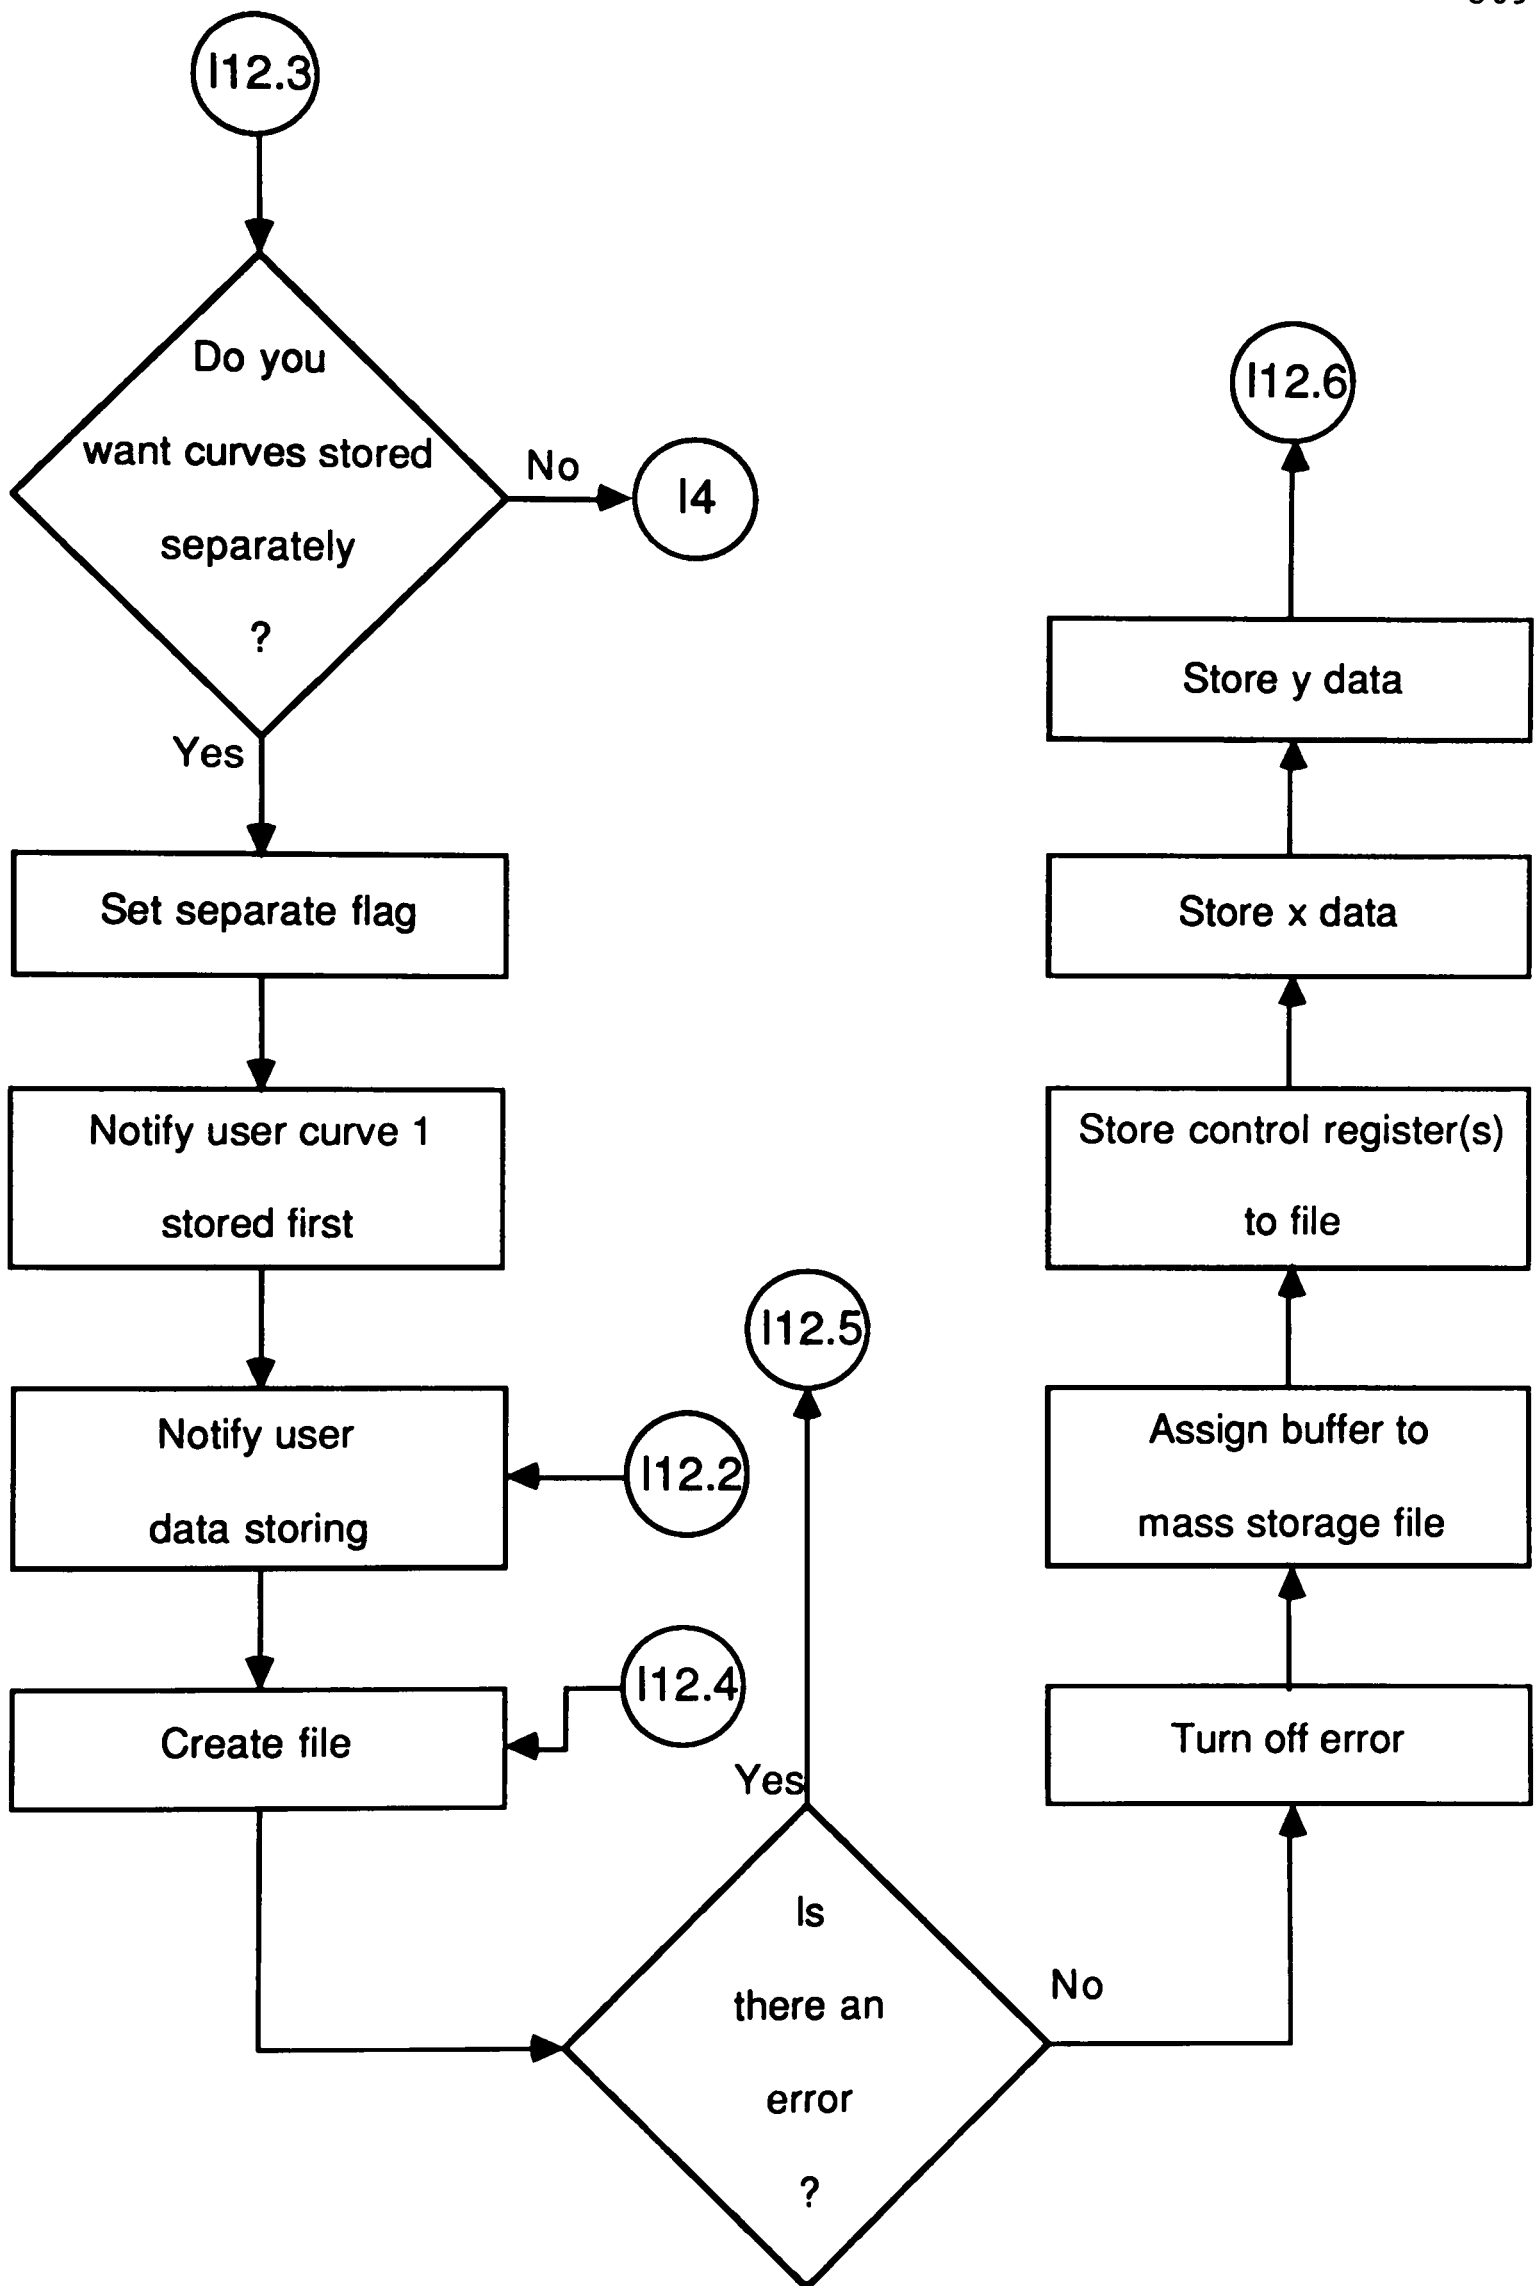 I12.3
Do you
want curves stored
separately
?
No
I4
Yes
Set separate flag
Notify user curve 1
stored first
Notify user
data storing
I12.2
Create file
I12.4
I12.5
Yes
Is
there an
error
?
No
I12.6
Store y data
Store x data
Store control register(s)
to file
Assign buffer to
mass storage file
Turn off error